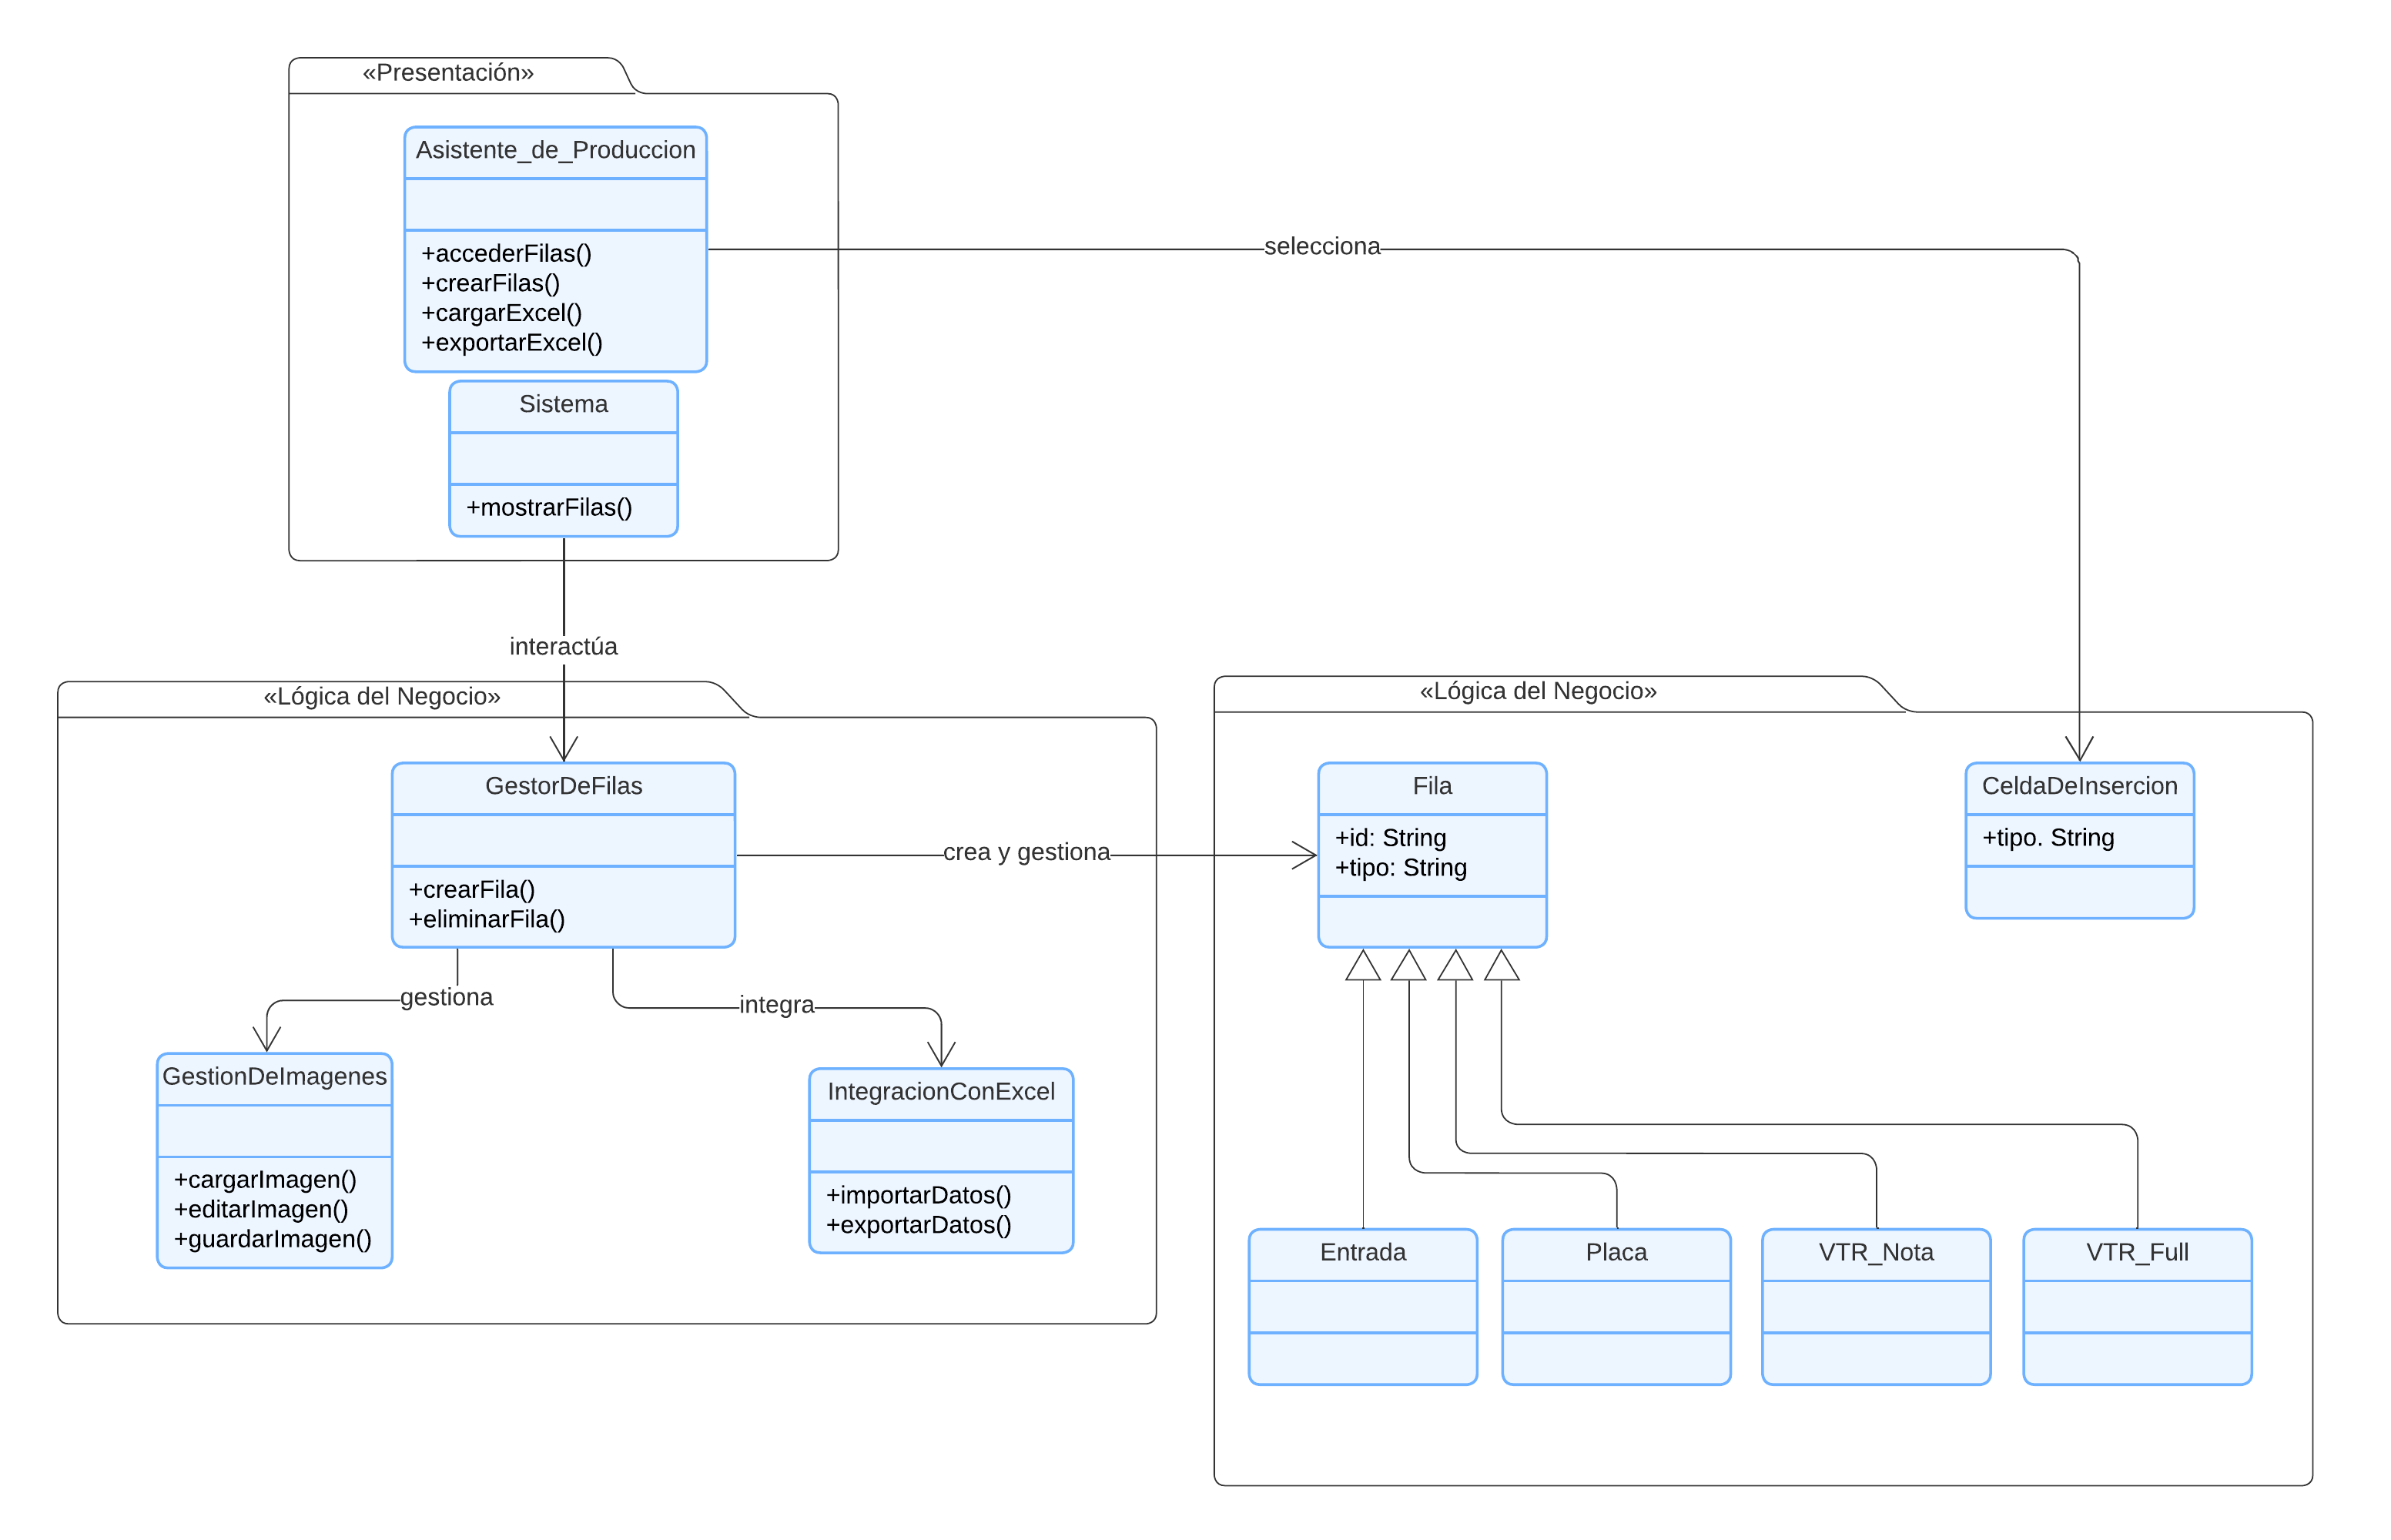 «Presentación»
Asistente_de_Produccion
+accederFilas()
+crearFilas()
+cargarExcel()
+exportarExcel()
selecciona
Sistema
+mostrarFilas()
interactúa
«Lógica del Negocio»
GestorDeFilas
+crearFila()
+eliminarFila()
crea y gestiona
gestiona
integra
GestionDeImagenes
+cargarImagen()
+editarImagen()
+guardarImagen()
IntegracionConExcel
+importarDatos()
+exportarDatos()
«Lógica del Negocio»
Fila
+id: String
+tipo: String
CeldaDeInsercion
+tipo. String
Entrada
Placa
VTR_Nota
VTR_Full